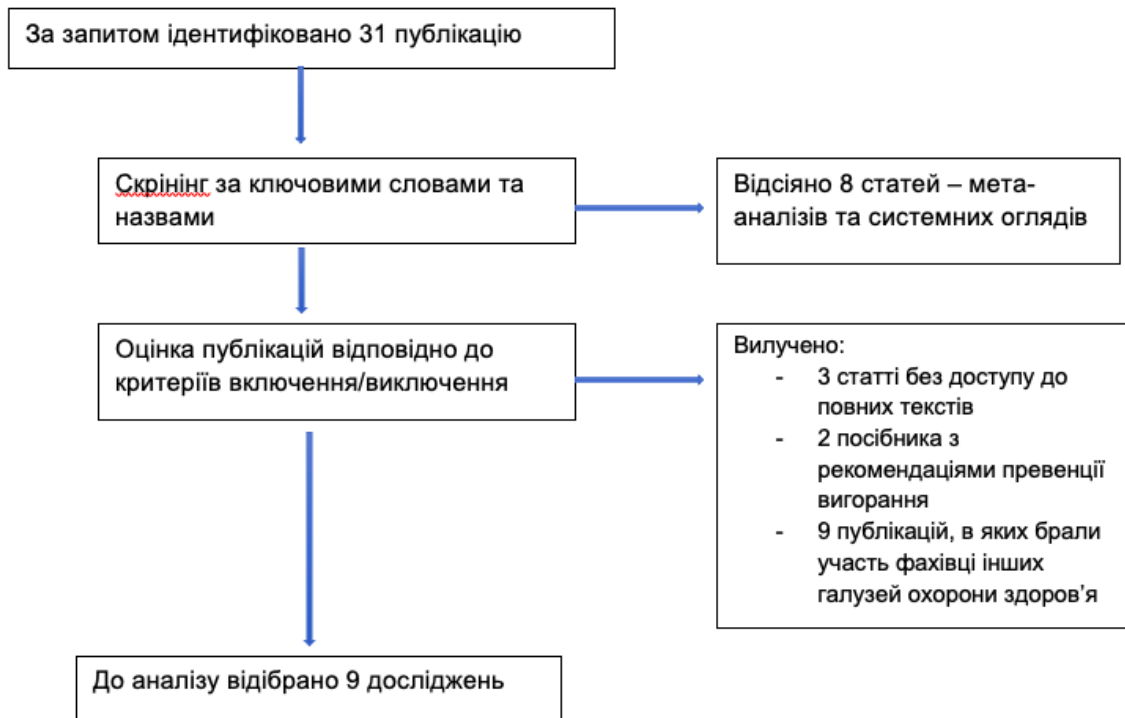 За запитом ідентифіковано 31 публікацію
Скрінінг за ключовими словами та
назвами
Відсіяно 8 статей – мета-
аналізів та системних оглядів
Оцінка публікацій відповідно до
критеріїв включення/виключення
Вилучено:
- 3 статті без доступу до
повних текстів
- 2 посібника з
рекомендаціями превенції
вигорання
- 9 публікацій, в яких брали
участь фахівці інших
галузей охорони здоров’я
До аналізу відібрано 9 досліджень